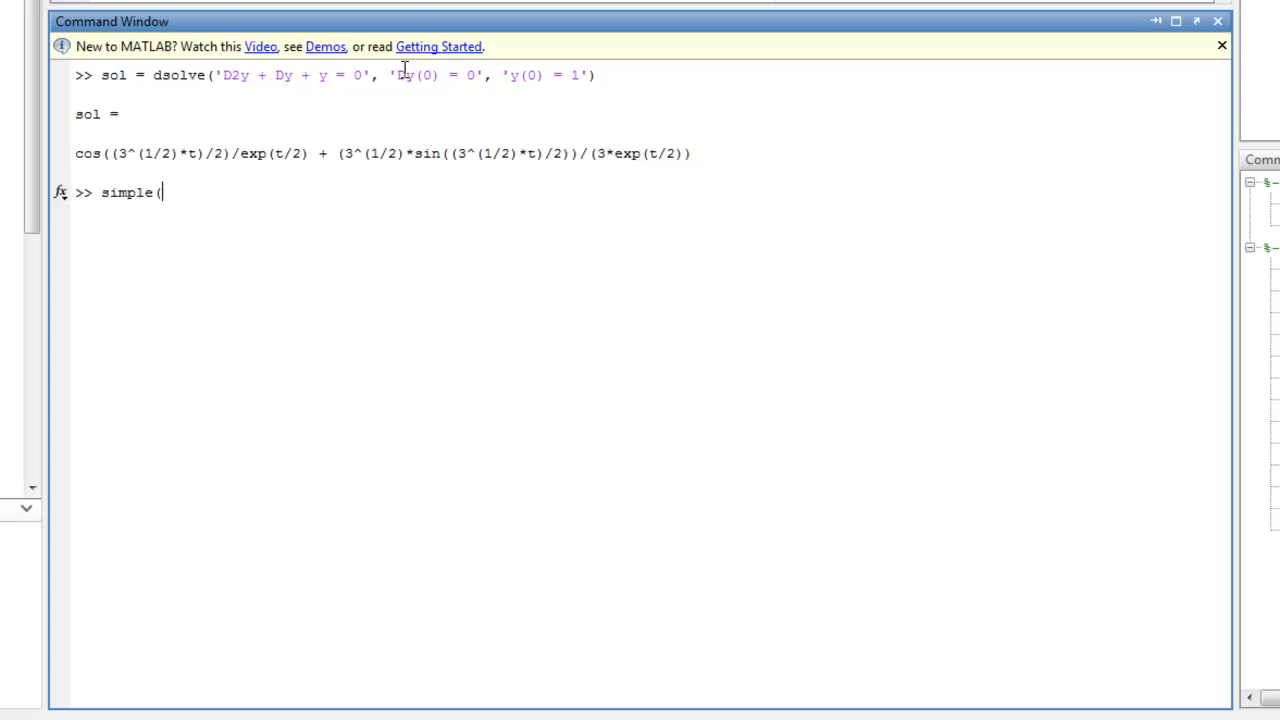 Command Window
New to MATLAB? Watch this Video, see Demos, or read Getting Started.
>> sol = dsolve('D2y + Dy + y = 0', 'Dy(0) = 0', 'y(0) = 1')
sol =
cos((3^(1/2)*t)/2)/exp(t/2) + (3^(1/2)*sin((3^(1/2)*t)/2))/(3*exp(t/2))
fx >> simple(
Comm
%--
%--